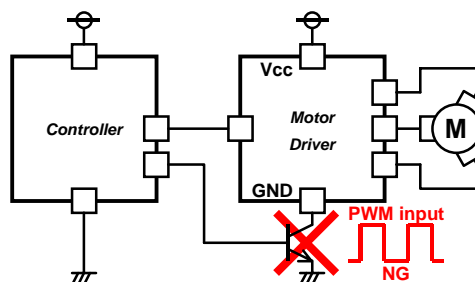 Vcc
Controller
Motor
Driver
M
GND
PWM input
NG